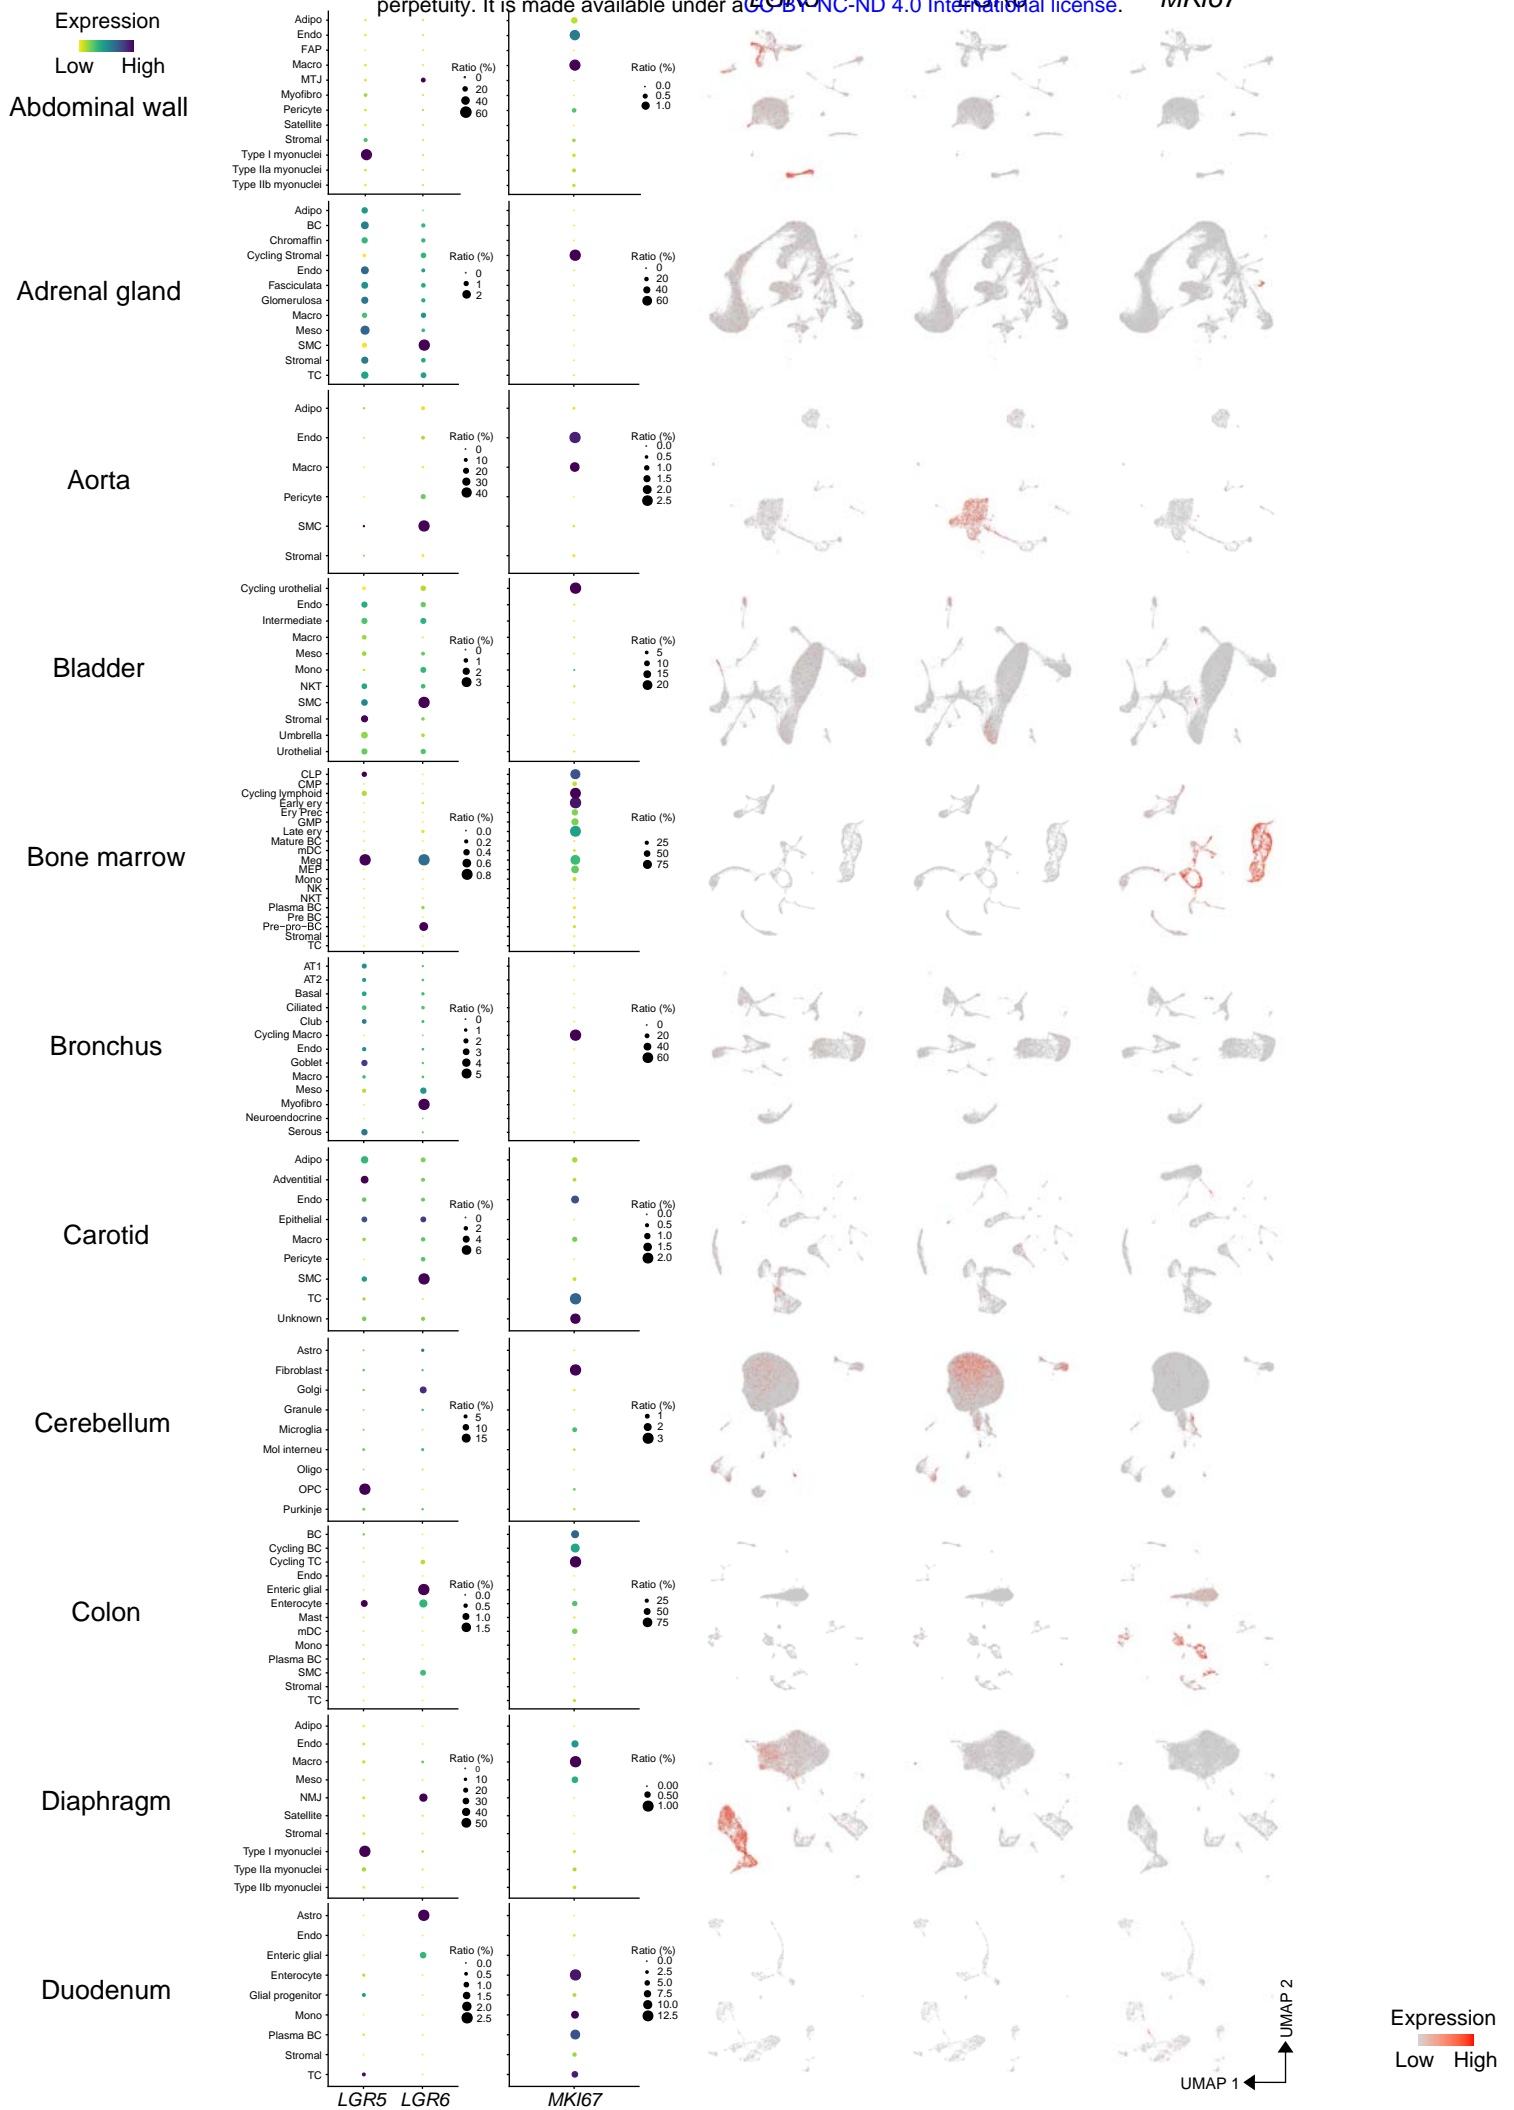 perpetuity. It is made available under aCC-BY-NC-ND 4.0 International license.
MKI67
Expression
Low High
Abdominal wall
Adipo
Endo
FAP
Macro
MTJ
Myofibro
Pericyte
Satellite
Stromal
Type I myonuclei
Type IIa myonuclei
Type IIb myonuclei
Ratio (%)
0
20
40
60
Ratio (%)
0.0
0.5
1.0
Adrenal gland
Adipo
BC
Chromaffin
Cycling Stromal
Endo
Fasciculata
Glomerulosa
Macro
Meso
SMC
Stromal
TC
Ratio (%)
0
1
2
Ratio (%)
0
20
40
60
Aorta
Adipo
Endo
Macro
Pericyte
SMC
Stromal
Ratio (%)
0
10
20
30
40
Ratio (%)
0.0
0.5
1.0
1.5
2.0
2.5
Bladder
Cycling urothelial
Endo
Intermediate
Macro
Meso
Mono
NKT
SMC
Stromal
Umbrella
Urothelial
Ratio (%)
0
1
2
3
Ratio (%)
5
10
15
20
Bone marrow
CLP
CMP
Cycling lymphoid
Early ery
Ery Prec
GMP
Late ery
Mature BC
mDC
Meg
MEP
Mono
NK
NKT
Plasma BC
Pre BC
Pre-pro-BC
Stromal
TC
Ratio (%)
0.0
0.2
0.4
0.6
0.8
Ratio (%)
25
50
75
Bronchus
AT1
AT2
Basal
Ciliated
Club
Cycling Macro
Endo
Goblet
Macro
Meso
Myofibro
Neuroendocrine
Serous
Ratio (%)
0
1
2
3
4
5
Ratio (%)
0
20
40
60
Carotid
Adipo
Adventitial
Endo
Epithelial
Macro
Pericyte
SMC
TC
Unknown
Ratio (%)
0
2
4
6
Ratio (%)
0.0
0.5
1.0
1.5
2.0
Cerebellum
Astro
Fibroblast
Golgi
Granule
Microglia
Mol interneu
Oligo
OPC
Purkinje
Ratio (%)
5
10
15
Ratio (%)
1
2
3
Colon
BC
Cycling BC
Cycling TC
Endo
Enteric glial
Enterocyte
Mast
mDC
Mono
Plasma BC
SMC
Stromal
TC
Ratio (%)
0.0
0.5
1.0
1.5
Ratio (%)
25
50
75
Diaphragm
Adipo
Endo
Macro
Meso
NMJ
Satellite
Stromal
Type I myonuclei
Type IIa myonuclei
Type IIb myonuclei
Ratio (%)
0
10
20
30
40
50
Ratio (%)
0.00
0.50
1.00
Duodenum
Astro
Endo
Enteric glial
Enterocyte
Glial progenitor
Mono
Plasma BC
Stromal
TC
Ratio (%)
0.0
0.5
1.0
1.5
2.0
2.5
Ratio (%)
0.0
2.5
5.0
7.5
10.0
12.5
LGR5 LGR6
MKI67
UMAP 1
UMAP 2
Expression
Low High